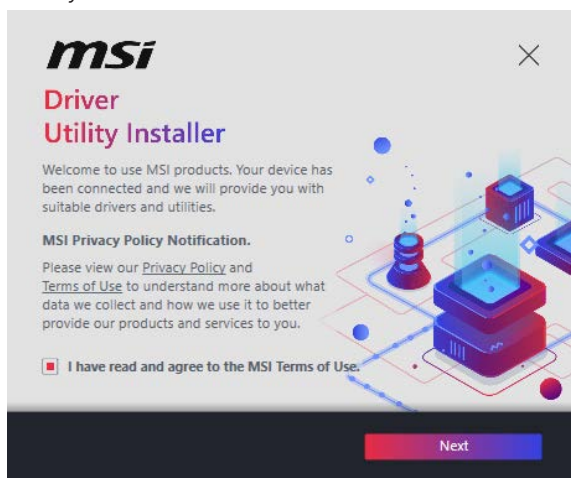 msi
Driver
Utility Installer
Welcome to use MSI products. Your device has
been connected and we will provide you with
suitable drivers and utilities.
MSI Privacy Policy Notification.
Please view our Privacy Policy and
Terms of Use to understand more about what
data we collect and how we use it to better
provide our products and services to you.
I have read and agree to the MSI Terms of Use.
Next